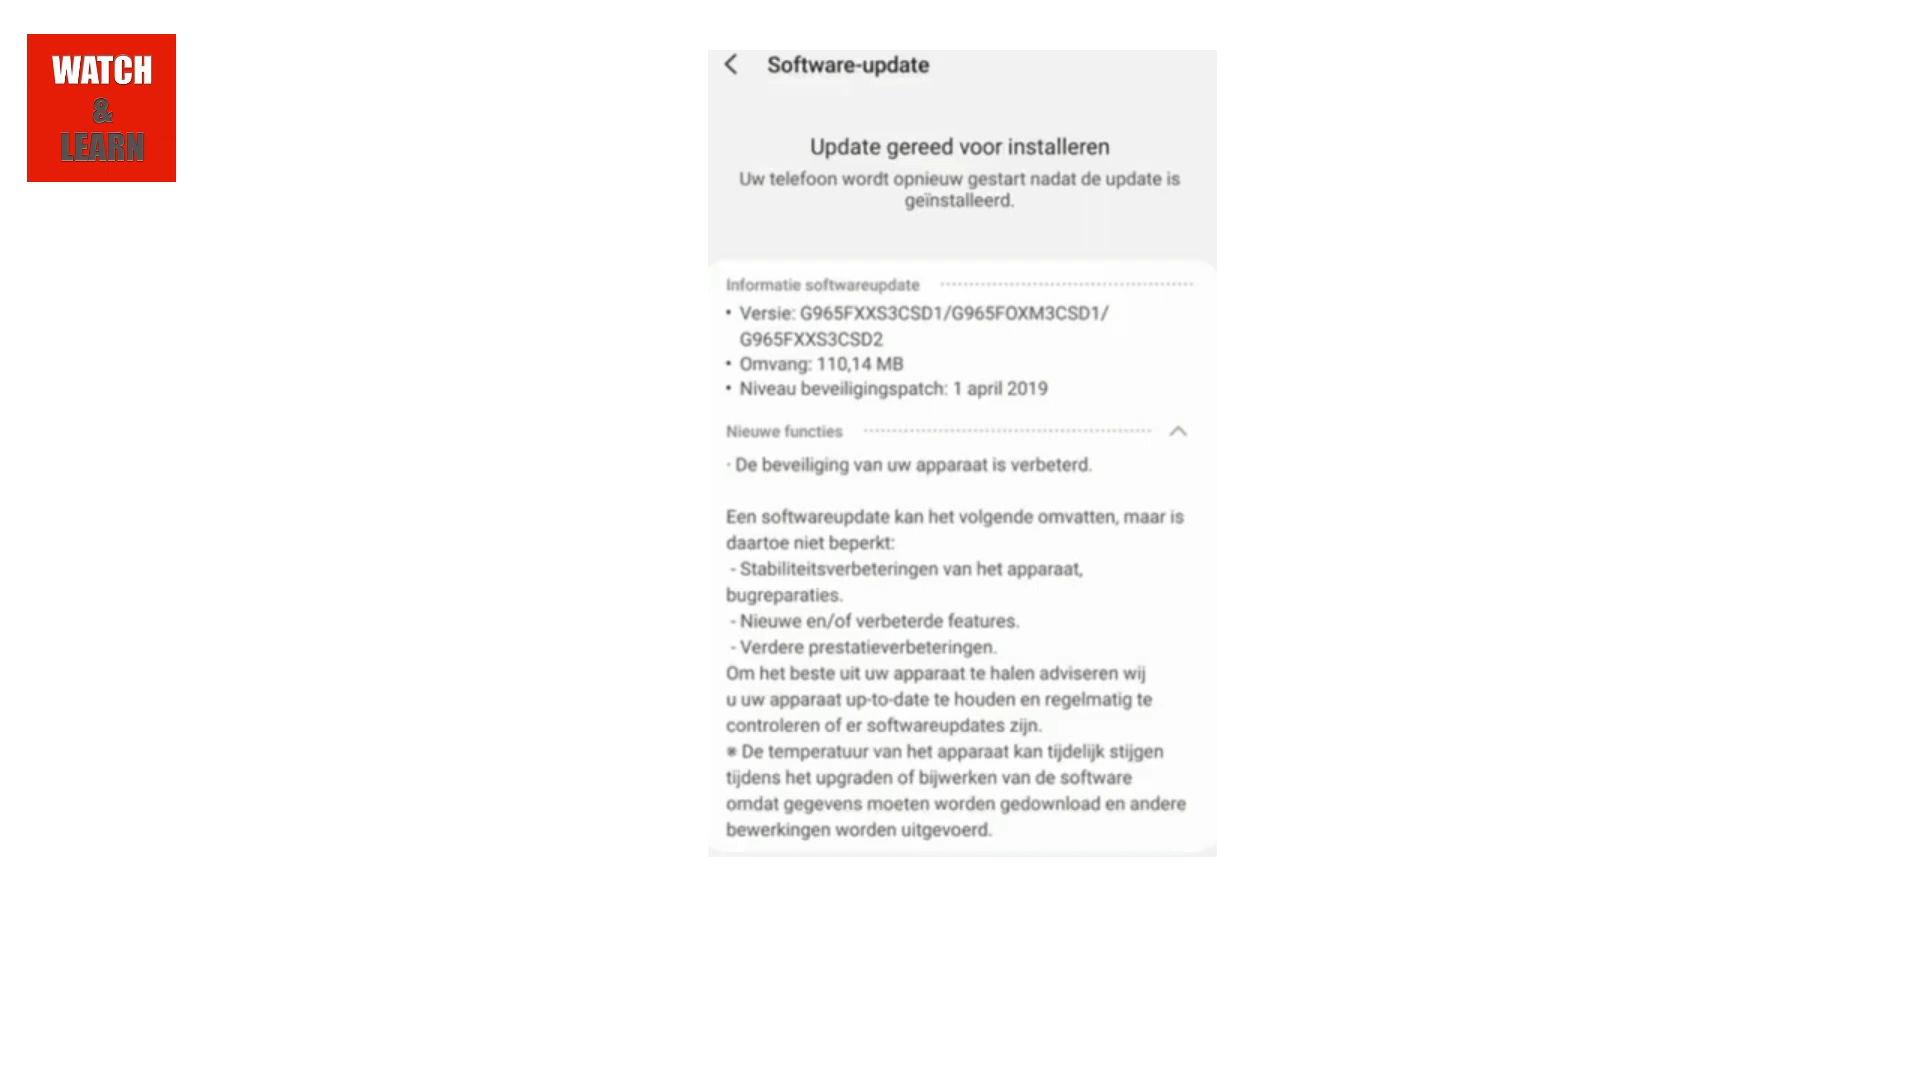 WATCH
&
LEARN
Software-update
Update gereed voor installeren
Uw telefoon wordt opnieuw gestart nadat de update is
geïnstalleerd.
Informatie softwareupdate
• Versie: G965FXXS3CSD1/G965FOXM3CSD1/
G965FXXS3CSD2
• Omvang: 110,14 MB
• Niveau beveiligingspatch: 1 april 2019
Nieuwe functies
· De beveiliging van uw apparaat is verbeterd.
Een softwareupdate kan het volgende omvatten, maar is
daartoe niet beperkt:
- Stabiliteitsverbeteringen van het apparaat,
bugreparaties.
- Nieuwe en/of verbeterde features.
- Verdere prestatieverbeteringen.
Om het beste uit uw apparaat te halen adviseren wij
u uw apparaat up-to-date te houden en regelmatig te
controleren of er softwareupdates zijn.
※ De temperatuur van het apparaat kan tijdelijk stijgen
tijdens het upgraden of bijwerken van de software
omdat gegevens moeten worden gedownload en andere
bewerkingen worden uitgevoerd.